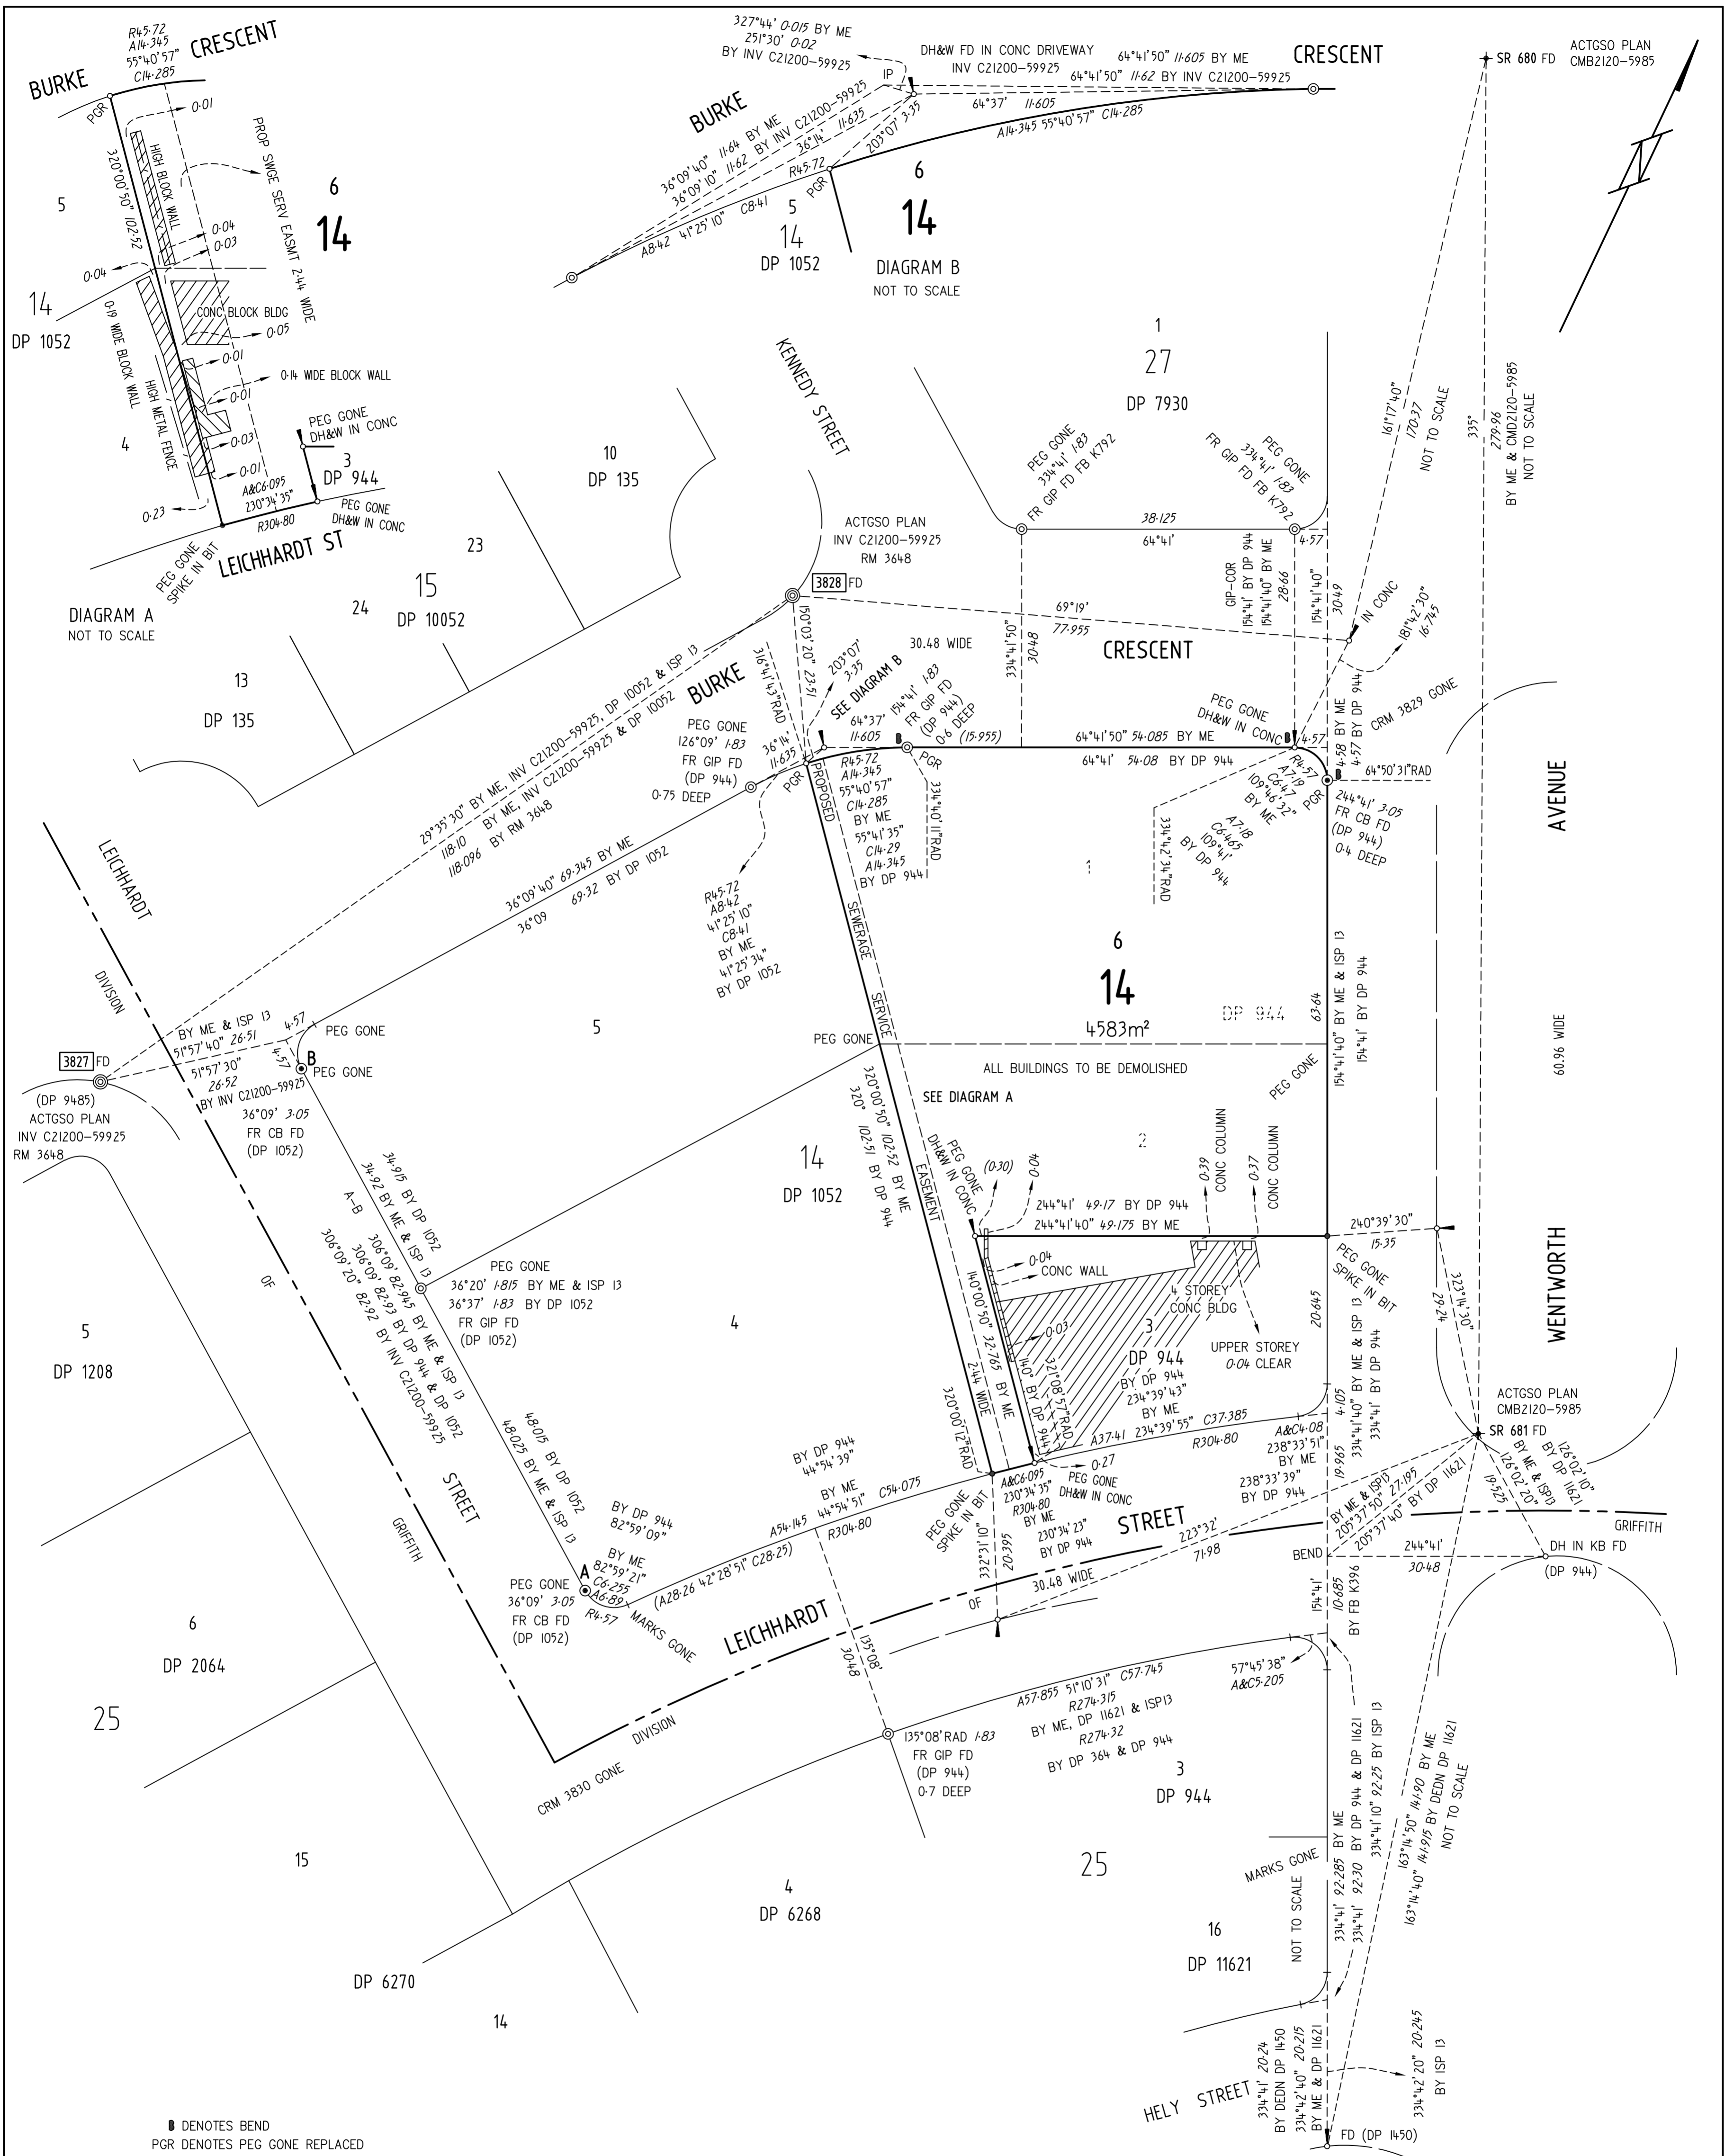 R45·72
A14·345
55°40'57"
C14·285
BURKE
CRESCENT
PGR
0·01
320°00'50" 102·52
HIGH BLOCK WALL
PROP SWGE SERV EASMT 2·44 WIDE
5
6
14
0·04
0·03
0·04
14
DP 1052
0·19 WIDE BLOCK WALL
CONC BLOCK BLDG
0·05
0·01
0·14 WIDE BLOCK WALL
0·01
HIGH METAL FENCE
4
0·03
0·01
0·23
PEG GONE
DH&W IN CONC
3
DP 944
A&C6·095
230°34'35"
R304·80
PEG GONE
DH&W IN CONC
PEG GONE
SPIKE IN BIT
LEICHHARDT ST
DIAGRAM A
NOT TO SCALE
327°44' 0·015 BY ME
251°30' 0·02
BY INV C21200-59925
IP
DH&W FD IN CONC DRIVEWAY
INV C21200-59925
64°41'50" 11·605 BY ME
64°41'50" 11·62 BY INV C21200-59925
CRESCENT
BURKE
64°37' 11·605
A14·345 55°40'57" C14·285
36°09'40" 11·64 BY ME
36°09'10" 11·62 BY INV C21200-59925
36°14' 11·635
203°07' 3·35
R45·72
PGR
A8·42 41°25'10" C8·41
5
14
DP 1052
6
14
DIAGRAM B
NOT TO SCALE
SR 680 FD
ACTGSO PLAN
CMB2120-5985
161°17'40"
170·37
NOT TO SCALE
335°
279·96
BY ME & CMD2120-5985
NOT TO SCALE
KENNEDY STREET
1
27
DP 7930
PEG GONE
334°41' 1·83
FR GIP FD FB K792
PEG GONE
334°41' 1·83
FR GIP FD FB K792
38·125
64°41'
4·57
10
DP 135
23
15
24
DP 10052
13
DP 135
ACTGSO PLAN
INV C21200-59925
RM 3648
3828 FD
69°19'
77·955
GIP-COR
154°41' BY DP 944
154°41'40" BY ME
28·66
154°41'40"
30·49
IN CONC
181°42'30"
16·745
334°41'50"
30·48
CRESCENT
30.48 WIDE
BURKE
150°03'20" 23·51
316°41'43"RAD
203°07'
3·35
SEE DIAGRAM B
154°41' 1·83
FR GIP FD
(DP 944)
0·6 DEEP
64°37'
11·605
(15·955)
64°41'50" 54·085 BY ME
64°41' 54·08 BY DP 944
PEG GONE
DH&W IN CONC
4·57
4·58 BY ME
4·57 BY DP 944
CRM 3829 GONE
64°50'31"RAD
PEG GONE
126°09' 1·83
FR GIP FD
(DP 944)
0·75 DEEP
36°14'
11·635
PGR
R45·72
A14·345
55°40'57"
C14·285
BY ME
55°41'35"
C14·29
A14·345
BY DP 944
PGR
334°40'11"RAD
R4·57
A7·19
C6·47
109°46'32"
BY ME
A7·18
C6·465
109°41'
BY DP 944
334°42'34"RAD
PGR
244°41' 3·05
FR CB FD
(DP 944)
0·4 DEEP
R45·72
A8·42
41°25'10"
C8·41
BY ME
41°25'34"
BY DP 1052
PROPOSED SEWERAGE SERVICE EASEMENT 2·44 WIDE
1
6
14
4583m²
DP 944
AVENUE
60.96 WIDE
WENTWORTH
154°41'40" BY ME & ISP 13
154°41' BY DP 944
63·64
29°35'30" BY ME, INV C21200-59925, DP 10052 & ISP 13
118·10 BY ME, INV C21200-59925 & DP 10052
118·096 BY RM 3648
36°09'40" 69·345 BY ME
36°09 69·32 BY DP 1052
LEICHHARDT
DIVISION
BY ME & ISP 13
51°57'40" 26·51
51°57'30"
26·52
BY INV C21200-59925
4·57
PEG GONE
4·57
B
PEG GONE
3827 FD
(DP 9485)
ACTGSO PLAN
INV C21200-59925
RM 3648
36°09' 3·05
FR CB FD
(DP 1052)
5
PEG GONE
PEG GONE
ALL BUILDINGS TO BE DEMOLISHED
SEE DIAGRAM A
320°00'50" 102·52 BY ME
320° 102·51 BY DP 944
14
DP 1052
2
0·39
CONC COLUMN
0·37
CONC COLUMN
PEG GONE
DH&W IN CONC
(0·30)
0·04
244°41' 49·17 BY DP 944
244°41'40" 49·175 BY ME
240°39'30"
15·35
PEG GONE
SPIKE IN BIT
0·04
CONC WALL
4 STOREY
CONC BLDG
0·03
UPPER STOREY
0·04 CLEAR
3
DP 944
140°00'50" 32·765 BY ME
140° BY DP 944
321°08'57"RAD
320°00'12"RAD
BY DP 944
234°39'43"
BY ME
A37·41 234°39'55" C37·385
R304·80
20·645
334°41'40" BY ME & ISP 13
334°41' BY DP 944
4·105
19·965
A&C4·08
238°33'51"
BY ME
238°33'39"
BY DP 944
323°14'30"
29·24
ACTGSO PLAN
CMB2120-5985
SR 681 FD
126°02'10"
BY DP 11621
BY ME & ISP13
126°02'20"
19·525
BY ME & ISP13
205°37'50" 27·195
205°37'40" BY DP 11621
34·915 BY DP 1052
34·92 BY ME & ISP 13
A-B
306°09' 82·945 BY ME & ISP 13
306°09' 82·93 BY DP 944 & DP 1052
306°09'20" 82·92 BY INV C21200-59925
PEG GONE
36°20' 1·815 BY ME & ISP 13
36°37' 1·83 BY DP 1052
FR GIP FD
(DP 1052)
4
OF
STREET
GRIFFITH
5
DP 1208
48·015 BY DP 1052
48·025 BY ME & ISP 13
BY DP 944
82°59'09"
BY ME
82°59'21"
C6·255
A6·89
R4·57
MARKS GONE
A
PEG GONE
36°09' 3·05
FR CB FD
(DP 1052)
BY DP 944
44°54'39"
BY ME
A54·145 44°54'51" C54·075
R304·80
(A28·26 42°28'51" C28·25)
PEG GONE
SPIKE IN BIT
A&C6·095
230°34'35"
R304·80
BY ME
230°34'23"
BY DP 944
0·27
PEG GONE
DH&W IN CONC
332°31'10"
20·395
STREET
LEICHHARDT
30.48 WIDE
OF
223°32'
71·98
GRIFFITH
BEND
244°41'
30·48
DH IN KB FD
(DP 944)
154°41'
10·685
BY FB K396
6
DP 2064
25
135°08'
30·48
DIVISION
CRM 3830 GONE
A57·855 51°10'31" C57·745
R274·315
BY ME, DP 11621 & ISP13
R274·32
BY DP 364 & DP 944
57°45'38"
A&C5·205
135°08'RAD 1·83
FR GIP FD
(DP 944)
0·7 DEEP
3
DP 944
25
334°41' 92·285 BY ME
334°41' 92·30 BY DP 944 & DP 11621
334°41'10" 92·25 BY ISP 13
163°14'50" 141·90 BY ME
163°14'40" 141·915 BY DEDN DP 11621
NOT TO SCALE
MARKS GONE
NOT TO SCALE
16
DP 11621
15
4
DP 6268
DP 6270
14
HELY STREET
334°41' 20·24
BY DEDN DP 1450
334°42'40" 20·215
BY ME & DP 11621
334°42'20" 20·245
BY ISP 13
FD (DP 1450)
B DENOTES BEND
PGR DENOTES PEG GONE REPLACED